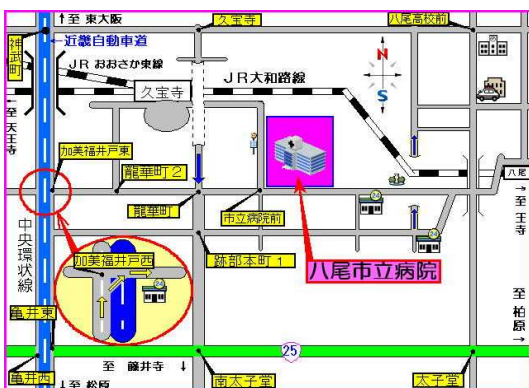 ↑至 東大阪
久宝寺
八尾高校前
神武町
←近畿自動車道
JR おおさか東線
JR大和路線
N
S
久宝寺
←至 天王寺
加美福井戸東
龍華町2
龍華町
市立病院前
24
八尾
→至 王寺
中央環状線
加美福井戸西
24
跡部本町1
24
八尾市立病院
至 柏原→
亀井東
25
亀井西
至 藤井寺 ↓
南太子堂
太子堂
↓至 松原